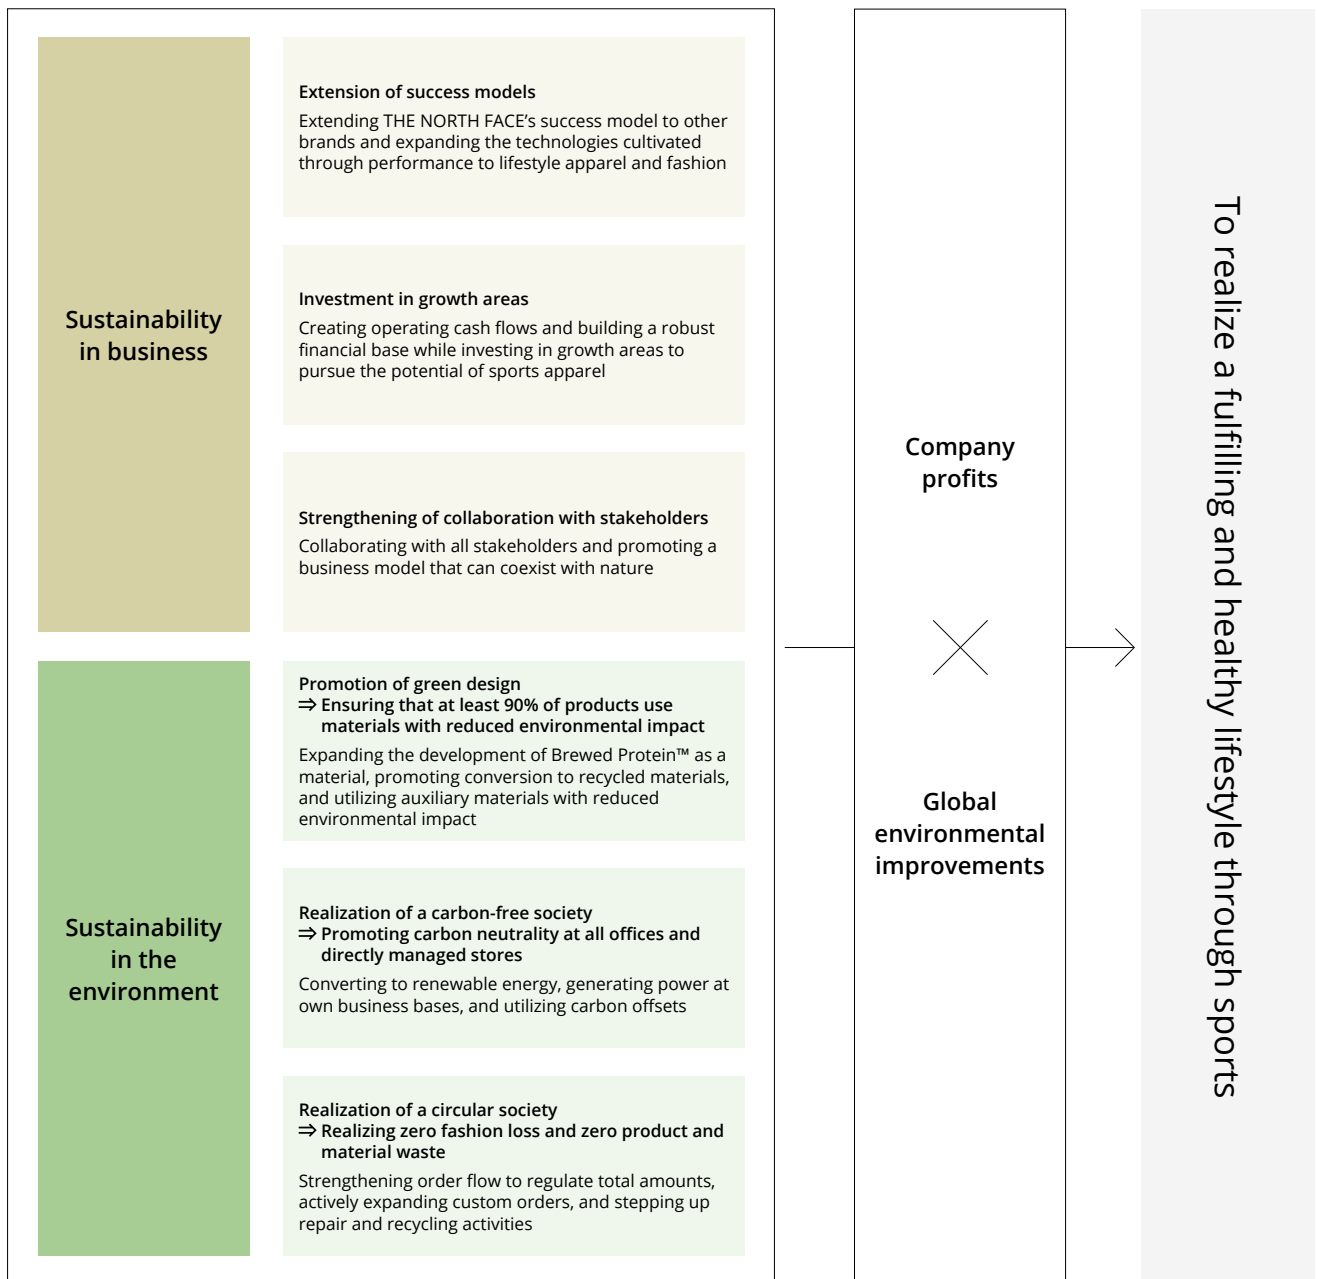 Sustainability
in business
Extension of success models
Extending THE NORTH FACE's success model to other
brands and expanding the technologies cultivated
through performance to lifestyle apparel and fashion
Investment in growth areas
Creating operating cash flows and building a robust
financial base while investing in growth areas to
pursue the potential of sports apparel
Strengthening of collaboration with stakeholders
Collaborating with all stakeholders and promoting a
business model that can coexist with nature
Sustainability
in the
environment
Promotion of green design
⇒ Ensuring that at least 90% of products use
materials with reduced environmental impact
Expanding the development of Brewed Protein™ as a
material, promoting conversion to recycled materials,
and utilizing auxiliary materials with reduced
environmental impact
Realization of a carbon-free society
⇒ Promoting carbon neutrality at all offices and
directly managed stores
Converting to renewable energy, generating power at
own business bases, and utilizing carbon offsets
Realization of a circular society
⇒ Realizing zero fashion loss and zero product and
material waste
Strengthening order flow to regulate total amounts,
actively expanding custom orders, and stepping up
repair and recycling activities
Company
profits
Global
environmental
improvements
To realize a fulfilling and healthy lifestyle through sports